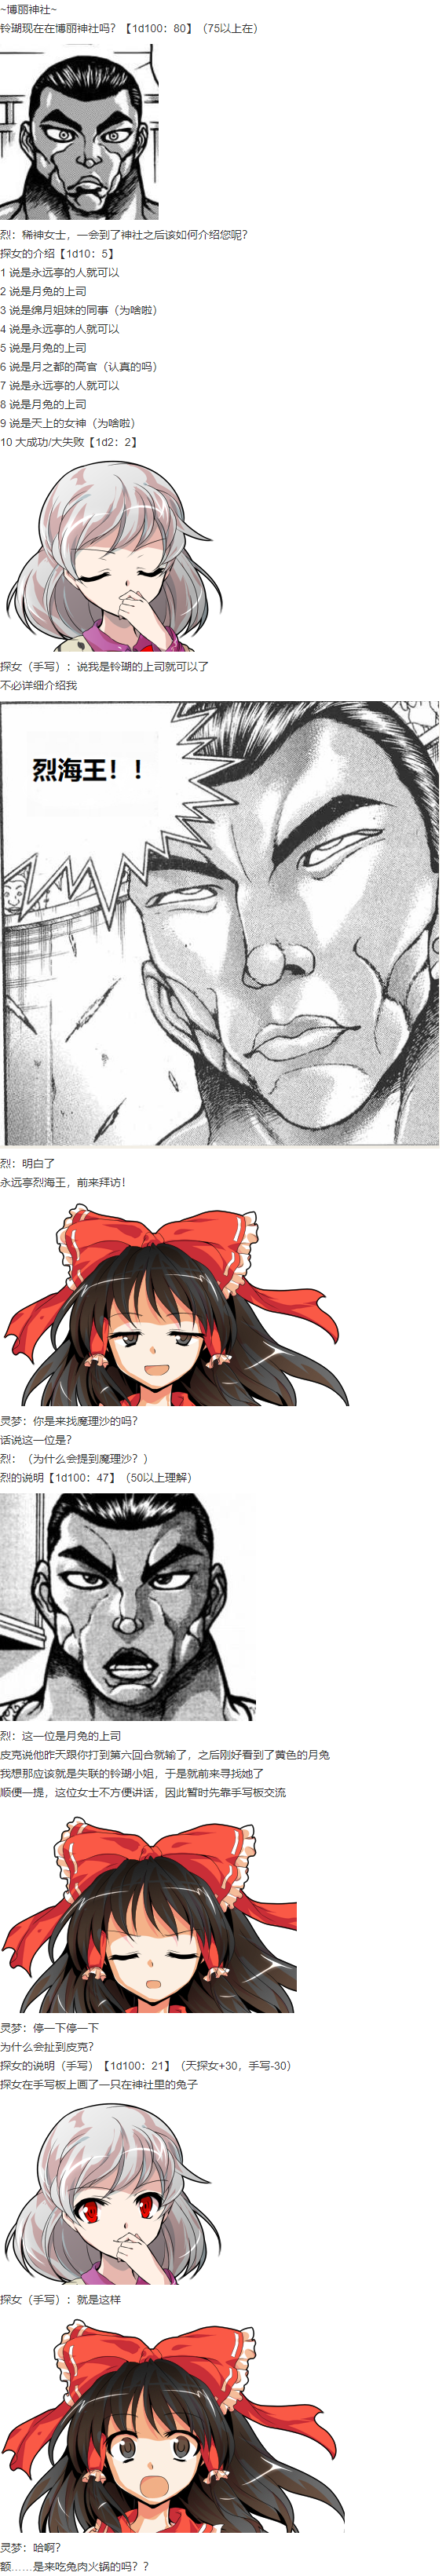 ~博丽神社~
铃瑚现在在博丽神社吗？【1d100：80】（75以上在）
烈：稀神女士，一会到了神社之后该如何介绍您呢？
探女的介绍【1d10：5】
1 说是永远亭的人就可以
2 说是月兔的上司
3 说是绵月姐妹的同事（为啥啦）
4 说是永远亭的人就可以
5 说是月兔的上司
6 说是月之都的高官（认真的吗）
7 说是永远亭的人就可以
8 说是月兔的上司
9 说是天上的女神（为啥啦）
10 大成功/大失败【1d2：2】
探女（手写）：说我是铃瑚的上司就可以了
不必详细介绍我
烈海王！！
烈：明白了
永远亭烈海王，前来拜访！
灵梦：你是来找魔理沙的吗？
话说这一位是？
烈：（为什么会提到魔理沙？）
烈的说明【1d100：47】（50以上理解）
烈：这一位是月兔的上司
皮克说他昨天跟你打到第六回合就输了，之后刚好看到了黄色的月兔
我想那应该就是失联的铃瑚小姐，于是就前来寻找她了
顺便一提，这位女士不方便讲话，因此暂时先靠手写板交流
灵梦：停一下停一下
为什么会扯到皮克？
探女的说明（手写）【1d100：21】（天探女+30，手写-30）
探女在手写板上画了一只在神社里的兔子
探女（手写）：就是这样
灵梦：哈啊？
额……是来吃兔肉火锅的吗？？